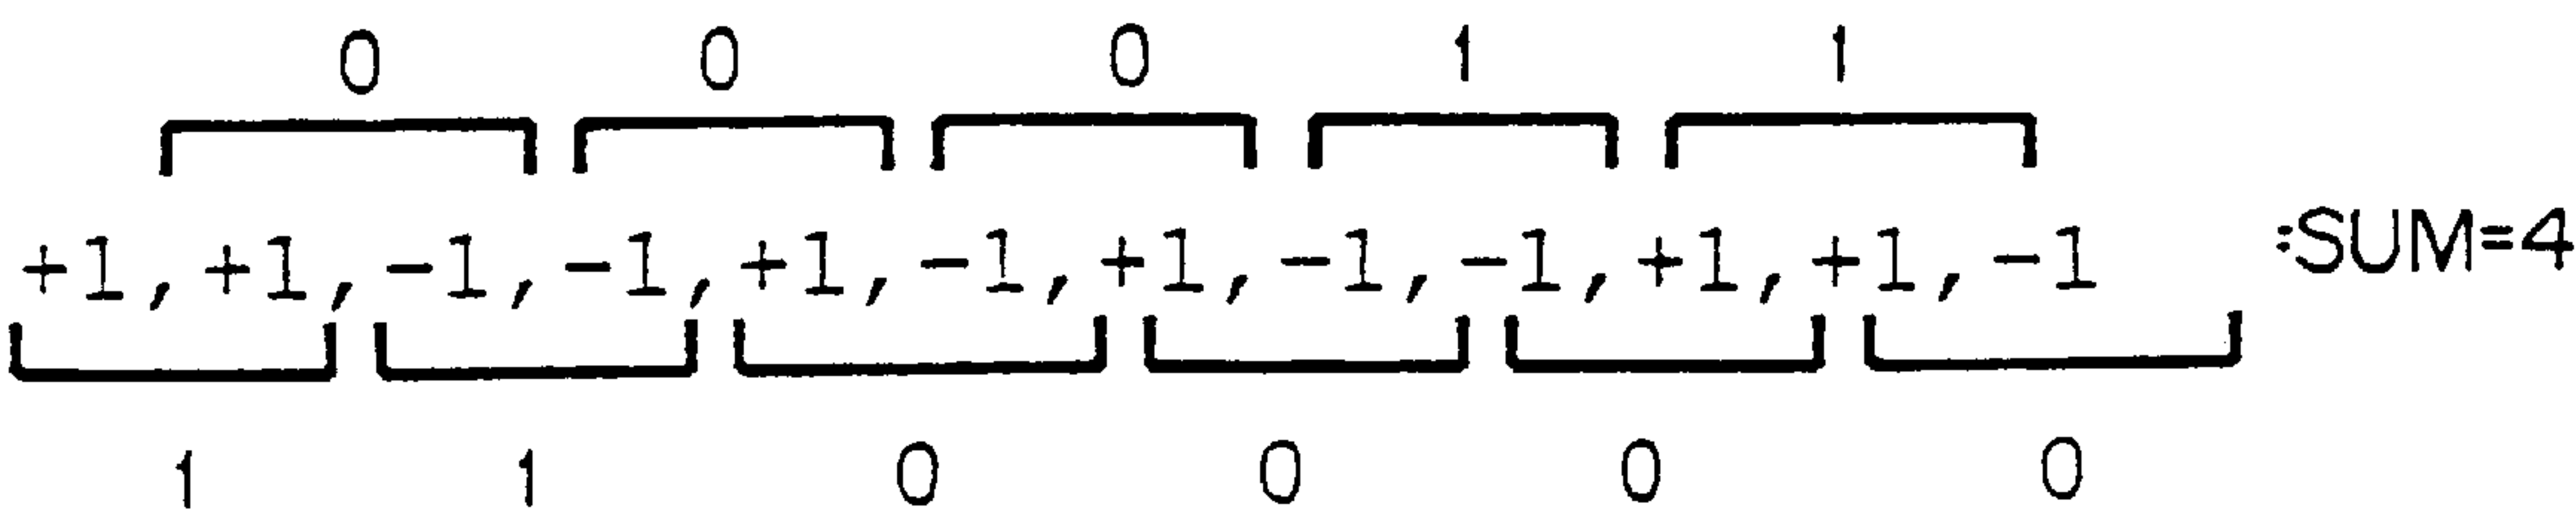 0 0 0 1 1
+1, +1, -1, -1, +1, -1, +1, -1, -1, +1, +1, -1 :SUM=4
1 1 0 0 0 0